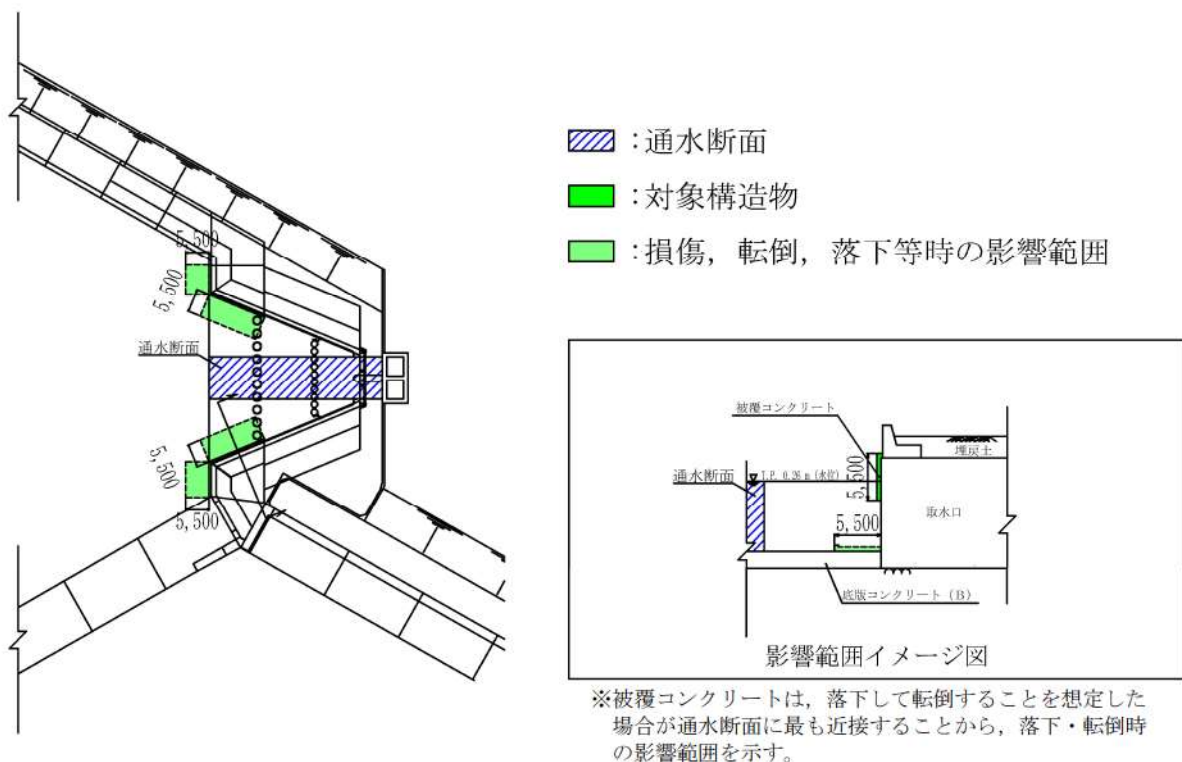 ：通水断面
：対象構造物
：損傷，転倒，落下等時の影響範囲
5,500
5,500
通水断面
5,500
5,500
被覆コンクリート
埋戻土
通水断面
T.P. 0.26m(水位)
5,500
5,500
取水口
底版コンクリート（B）
影響範囲イメージ図
※被覆コンクリートは，落下して転倒することを想定した
場合が通水断面に最も近接することから，落下・転倒時
の影響範囲を示す。